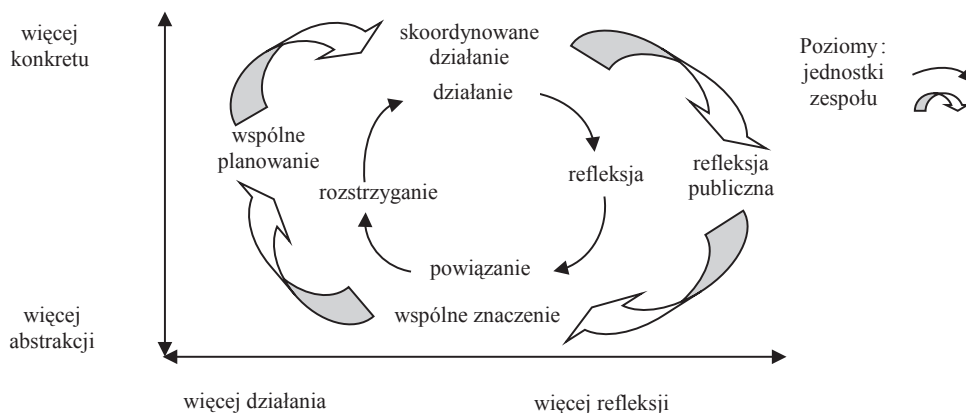 więcej
konkretu
skoordynowane
działanie
działanie
Poziomy:
jednostki
zespołu
wspólne
planowanie
refleksja
refleksja
publiczna
rozstrzyganie
powiązanie
wspólne znaczenie
więcej
abstrakcji
więcej działania
więcej refleksji